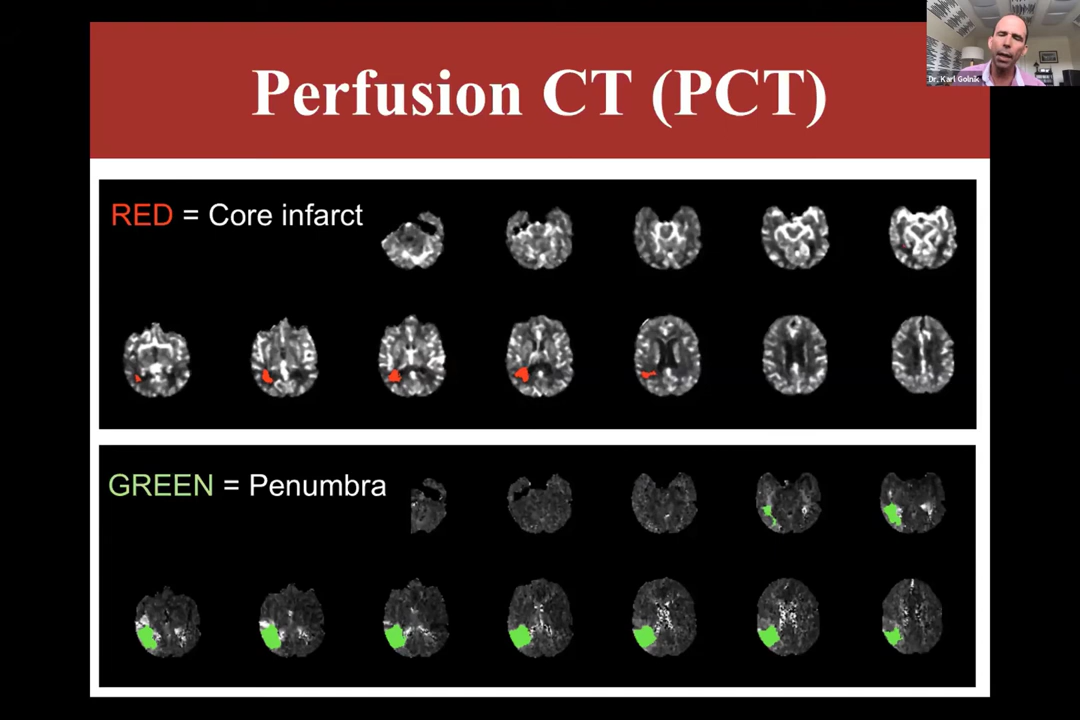 Perfusion CT (PCT)
Dr. Karl Golnik
RED = Core infarct
GREEN = Penumbra